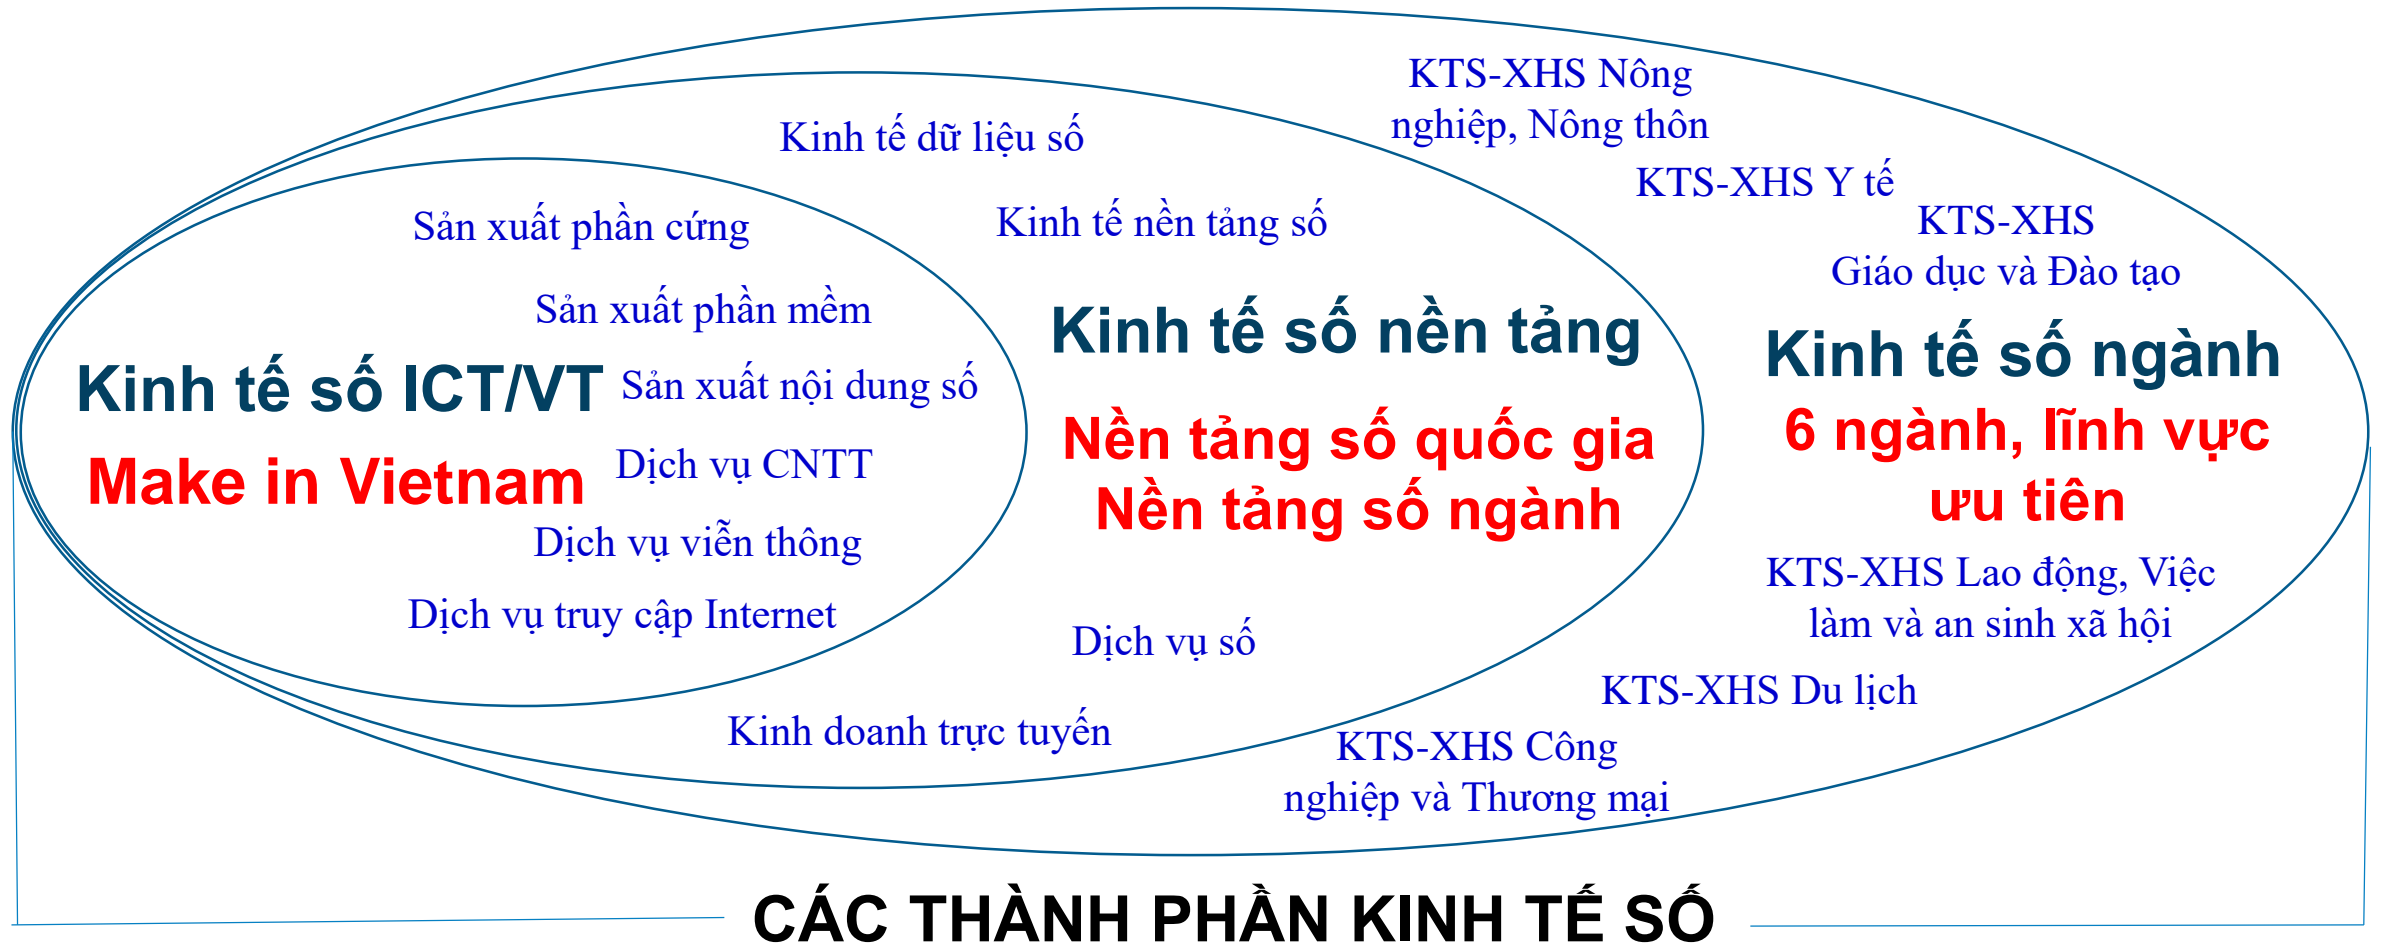 Sản xuất phần cứng
Sản xuất phần mềm
Kinh tế số ICT/VT
Make in Vietnam
Sản xuất nội dung số
Dịch vụ CNTT
Dịch vụ viễn thông
Dịch vụ truy cập Internet
Kinh tế dữ liệu số
Kinh tế nền tảng số
Kinh tế số nền tảng
Nền tảng số quốc gia
Nền tảng số ngành
Dịch vụ số
Kinh doanh trực tuyến
KTS-XHS Nông
nghiệp, Nông thôn
KTS-XHS Y tế
KTS-XHS
Giáo dục và Đào tạo
Kinh tế số ngành
6 ngành, lĩnh vực
ưu tiên
KTS-XHS Lao động, Việc
làm và an sinh xã hội
KTS-XHS Du lịch
KTS-XHS Công
nghiệp và Thương mại
CÁC THÀNH PHẦN KINH TẾ SỐ